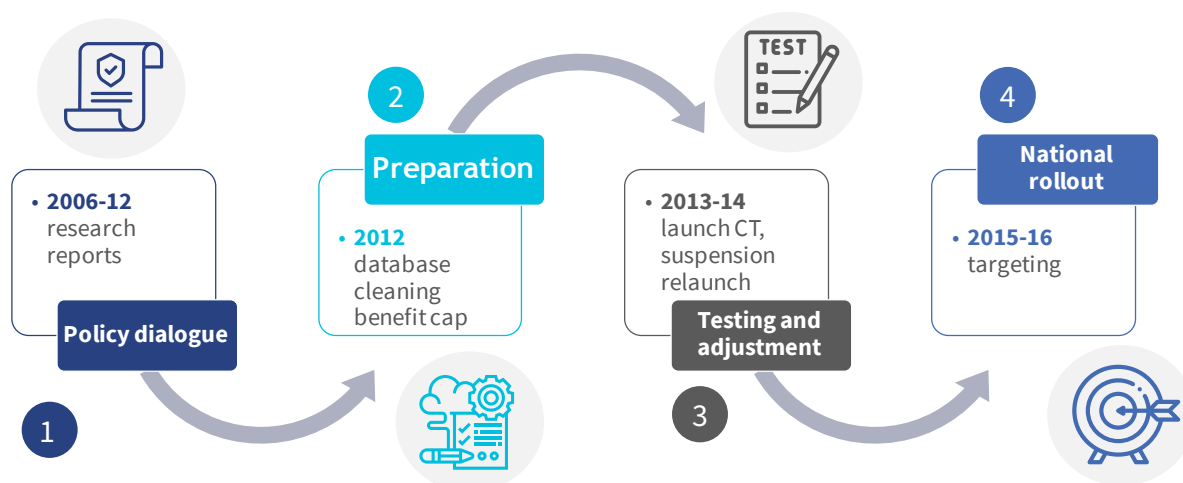 1
• 2006-12
research
reports
Policy dialogue
2
Preparation
• 2012
database
cleaning
benefit cap
TEST
• 2013-14
launch CT,
suspension
relaunch
Testing and
adjustment
3
4
National
rollout
• 2015-16
targeting